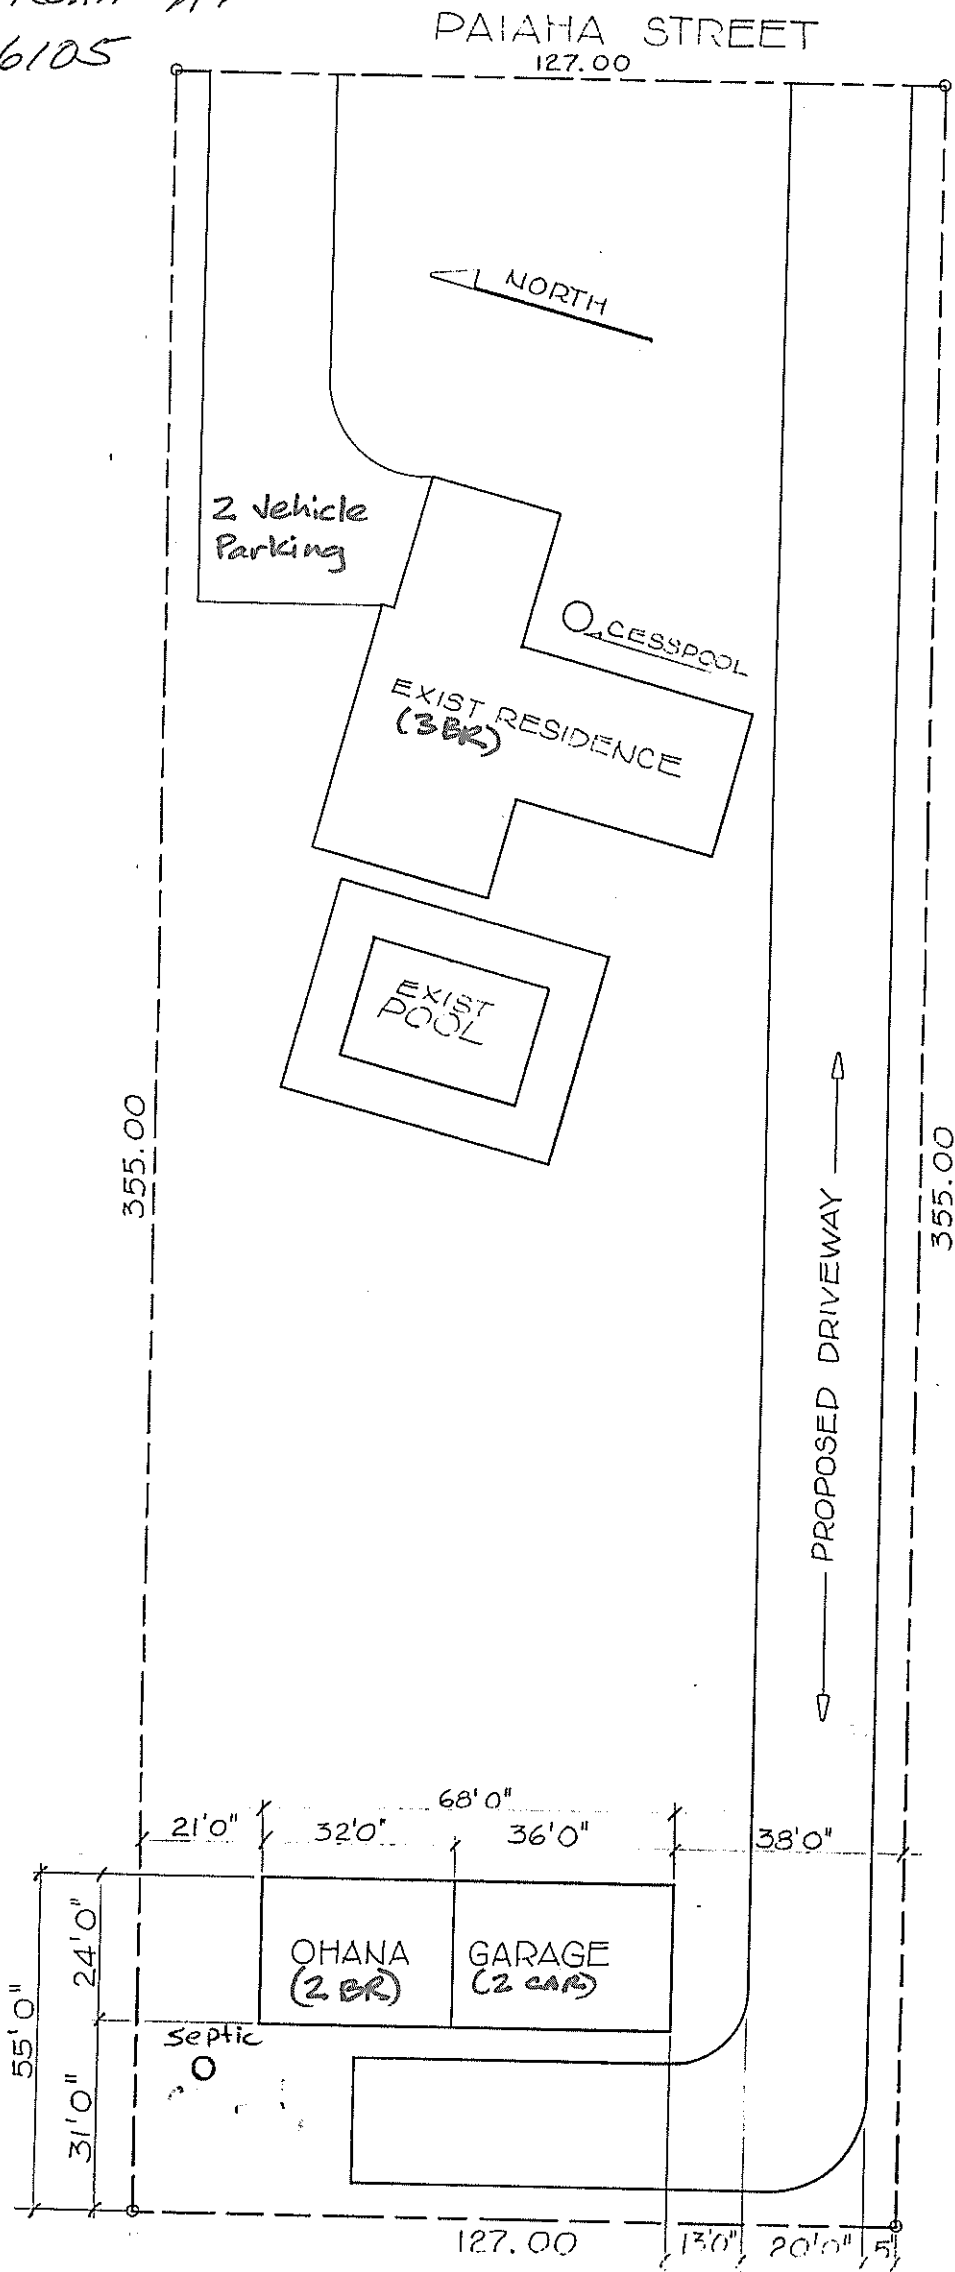 6105
PAIAHA STREET
127.00
NORTH
2 Vehicle
Parking
CESSPOOL
EXIST RESIDENCE
(3 BR)
EXIST
POOL
355.00
355.00
PROPOSED DRIVEWAY
68'0"
21'0"
32'0"
36'0"
38'0"
24'0"
55'0"
31'0"
OHANA
(2 BR)
GARAGE
(2 CAR)
septic
127.00
13'0"
20'0"
5'